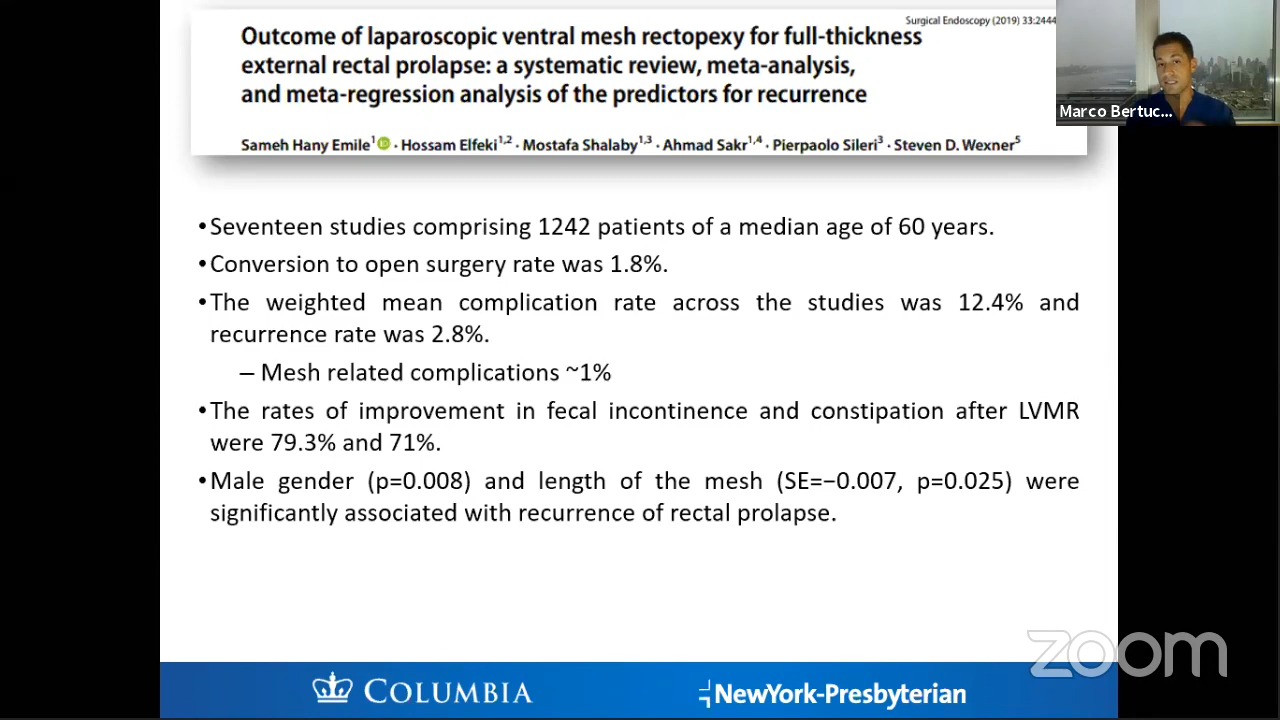 Surgical Endoscopy (2019) 33:2444
Outcome of laparoscopic ventral mesh rectopexy for full-thickness
external rectal prolapse: a systematic review, meta-analysis,
and meta-regression analysis of the predictors for recurrence
Sameh Hany Emile¹ · Hossam Elfeki¹,² · Mostafa Shalaby¹,³ · Ahmad Sakr¹,⁴ · Pierpaolo Sileri³ · Steven D. Wexner⁵
Marco Bertuc...
•Seventeen studies comprising 1242 patients of a median age of 60 years.
•Conversion to open surgery rate was 1.8%.
•The weighted mean complication rate across the studies was 12.4% and
recurrence rate was 2.8%.
– Mesh related complications ~1%
•The rates of improvement in fecal incontinence and constipation after LVMR
were 79.3% and 71%.
•Male gender (p=0.008) and length of the mesh (SE=−0.007, p=0.025) were
significantly associated with recurrence of rectal prolapse.
zoom
COLUMBIA
NewYork-Presbyterian